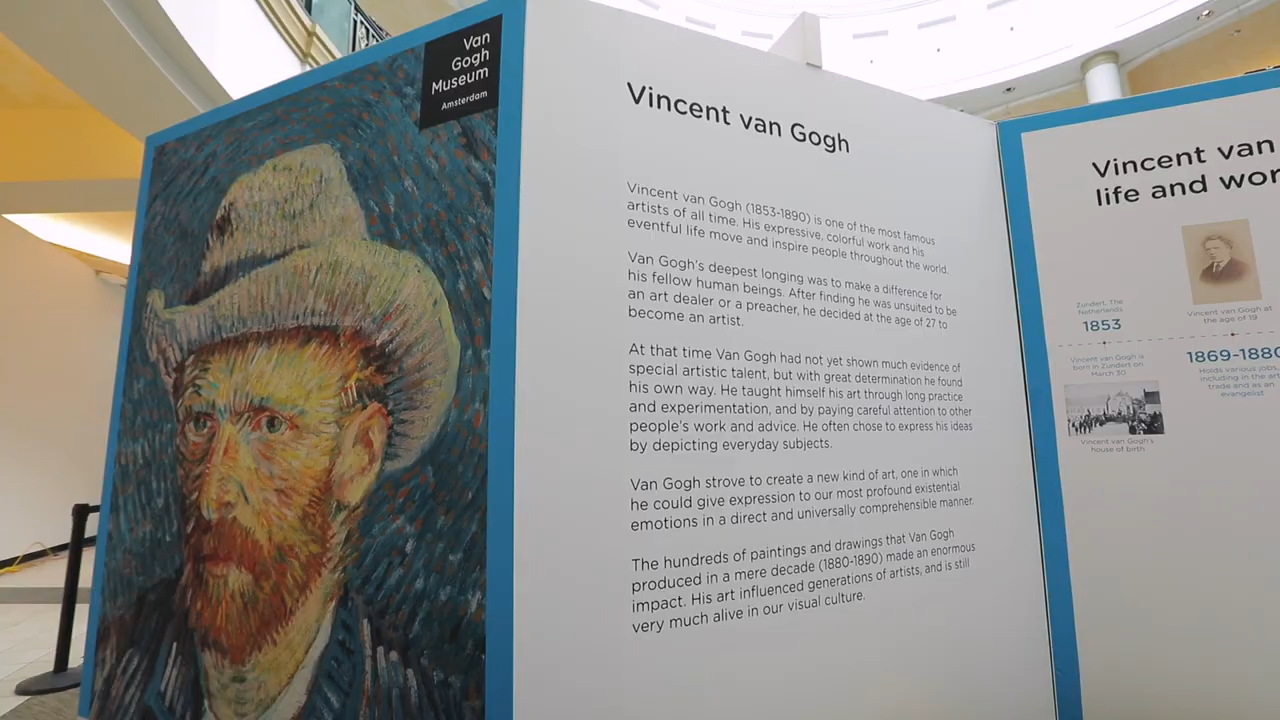 Van
Gogh
Museum
Amsterdam
Vincent van Gogh
Vincent van Gogh (1853-1890) is one of the most famous
artists of all time. His expressive, colorful work and his
eventful life move and inspire people throughout the world.
Van Gogh's deepest longing was to make a difference for
his fellow human beings. After finding he was unsuited to be
an art dealer or a preacher, he decided at the age of 27 to
become an artist.
At that time Van Gogh had not yet shown much evidence of
special artistic talent, but with great determination he found
his own way. He taught himself his art through long practice
and experimentation, and by paying careful attention to other
people's work and advice. He often chose to express his ideas
by depicting everyday subjects.
Van Gogh strove to create a new kind of art, one in which
he could give expression to our most profound existential
emotions in a direct and universally comprehensible manner.
The hundreds of paintings and drawings that Van Gogh
produced in a mere decade (1880-1890) made an enormous
impact. His art influenced generations of artists, and is still
very much alive in our visual culture.
Vincent van
life and wor
Zundert, The
Netherlands
1853
Vincent van Gogh is
born in Zundert on
March 30
Vincent van Gogh's
house of birth
Vincent van Gogh at
the age of 19
1869-1880
Holds various jobs,
including in the art
trade and as an
evangelist